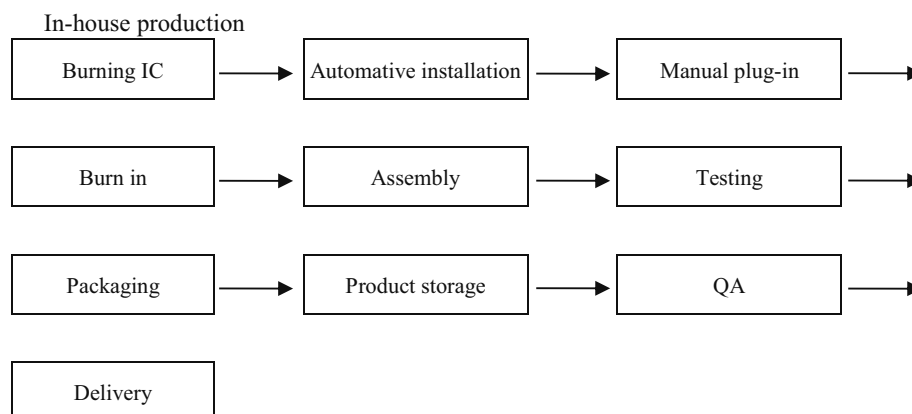 In-house production
Burning IC
Automative installation
Manual plug-in
Burn in
Assembly
Testing
Packaging
Product storage
QA
Delivery